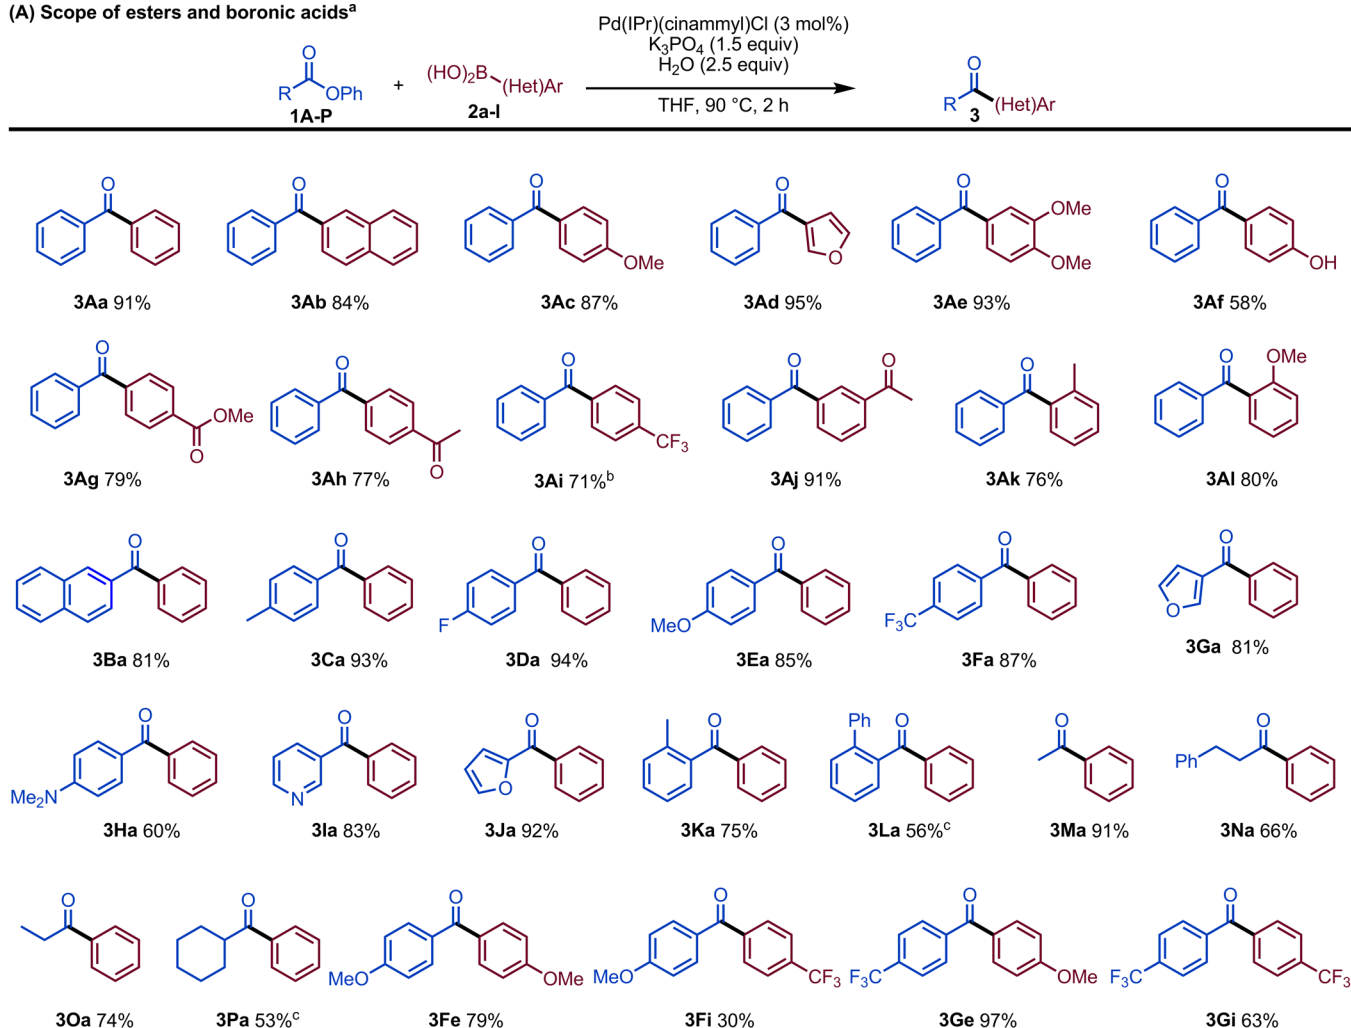 (A) Scope of esters and boronic acidsa
Pd(IPr)(cinammyl)Cl (3 mol%)
K3PO4 (1.5 equiv)
H2O (2.5 equiv)
O
R OPh
1A-P
+
(HO)2B (Het)Ar
2a-l
THF, 90 °C, 2 h
O
R (Het)Ar
3
O
O
O
OMe
O
O
O
OMe
OMe
O
OH
3Aa 91%
3Ab 84%
3Ac 87%
3Ad 95%
3Ae 93%
3Af 58%
O
OMe
O
O
O
O
CF3
O
O
O
O
OMe
3Ag 79%
3Ah 77%
3Ai 71%b
3Aj 91%
3Ak 76%
3Al 80%
O
O
O
F
O
MeO
O
F3C
O
O
3Ba 81%
3Ca 93%
3Da 94%
3Ea 85%
3Fa 87%
3Ga 81%
O
Me2N
O
N
O
O
O
Ph
O
O
O
Ph
3Ha 60%
3Ia 83%
3Ja 92%
3Ka 75%
3La 56%c
3Ma 91%
3Na 66%
O
O
O
MeO
OMe
O
MeO
CF3
O
F3C
OMe
O
F3C
CF3
3Oa 74%
3Pa 53%c
3Fe 79%
3Fi 30%
3Ge 97%
3Gi 63%